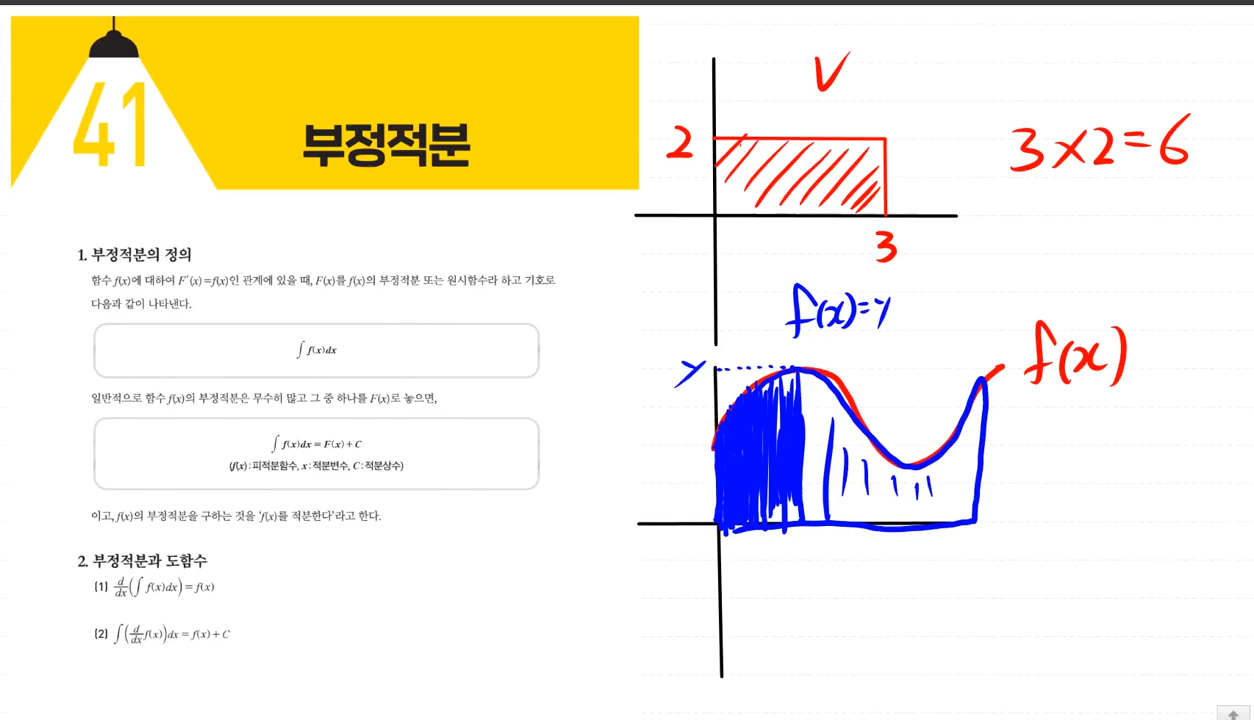 41
부정적분
1. 부정적분의 정의
함수 f(x)에 대하여 F'(x)=f(x)인 관계에 있을 때, F(x)를 f(x)의 부정적분 또는 원시함수라 하고 기호로
다음과 같이 나타낸다.
∫ f(x)dx
일반적으로 함수 f(x)의 부정적분은 무수히 많고 그 중 하나를 F(x)로 놓으면,
∫ f(x)dx = F(x) + C
(f(x) : 피적분함수, x : 적분변수, C : 적분상수)
이고, f(x)의 부정적분을 구하는 것을 'f(x)를 적분한다'라고 한다.
2. 부정적분과 도함수
(1) d/dx(∫ f(x)dx) = f(x)
(2) ∫(d/dx f(x))dx = f(x) + C
V
2
3
3×2=6
f(x)=y
y
f(x)